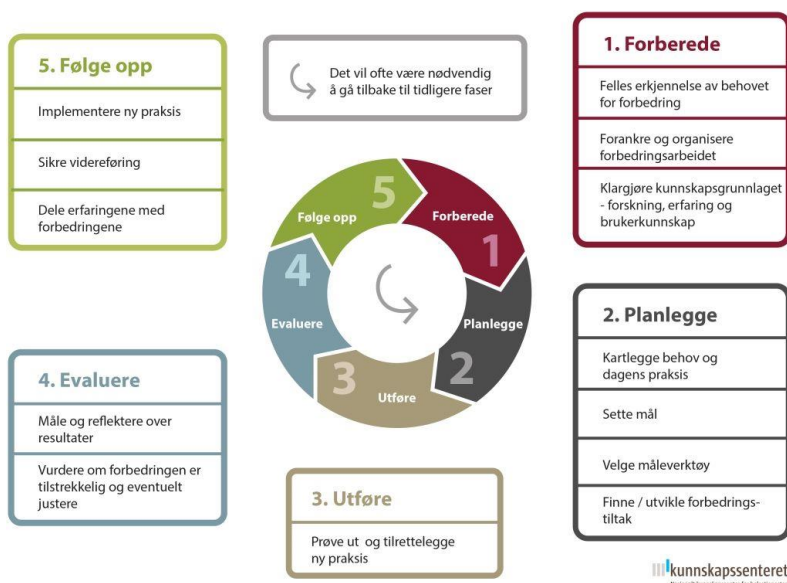 5. Følge opp
Implementere ny praksis
Sikre videreføring
Dele erfaringene med
forbedringene
Det vil ofte være nødvendig
å gå tilbake til tidligere faser
1. Forberede
Felles erkjennelse av behovet
for forbedring
Forankre og organisere
forbedringsarbeidet
Klargjøre kunnskapsgrunnlaget
- forskning, erfaring og
brukerkunnskap
5
Følge opp
Forberede
1
4
Evaluere
Planlegge
3
2
Utføre
2. Planlegge
Kartlegge behov og
dagens praksis
Sette mål
Velge måleverktøy
Finne / utvikle forbedrings-
tiltak
4. Evaluere
Måle og reflektere over
resultater
Vurdere om forbedringen er
tilstrekkelig og eventuelt
justere
3. Utføre
Prøve ut og tilrettelegge
ny praksis
kunnskapssenteret